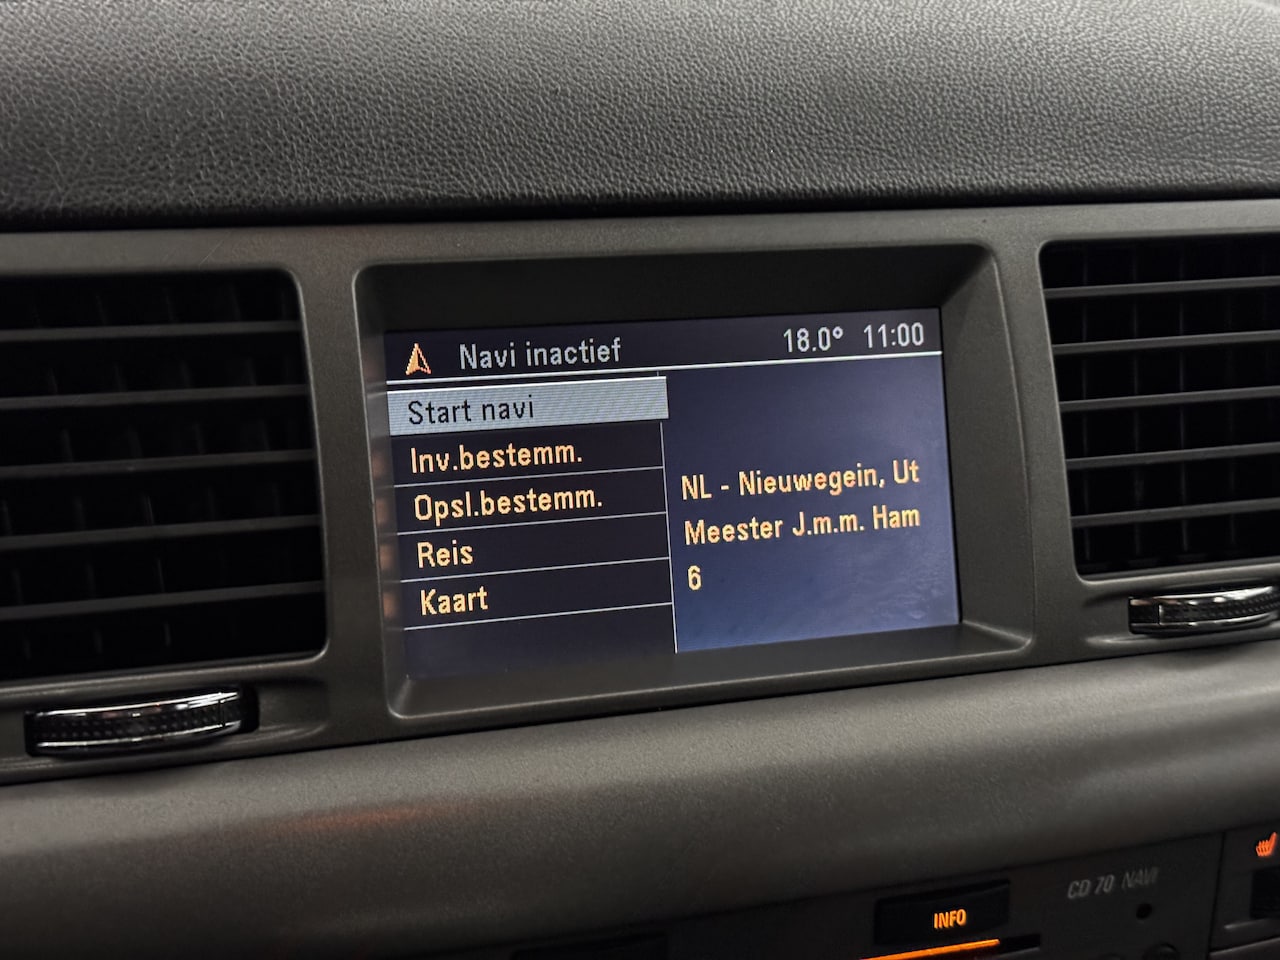 Navi inactief 18.0° 11:00
Start navi
Inv.bestemm.
Opsl.bestemm.
Reis
Kaart
NL - Nieuwegein, Ut
Meester J.m.m. Ham
6
CD 70 NAVI
INFO